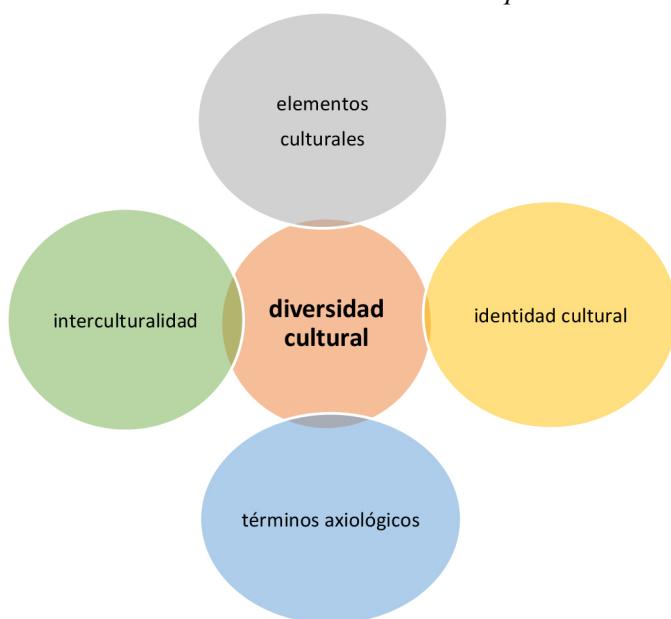 elementos
culturales
interculturalidad
diversidad
cultural
identidad cultural
términos axiológicos